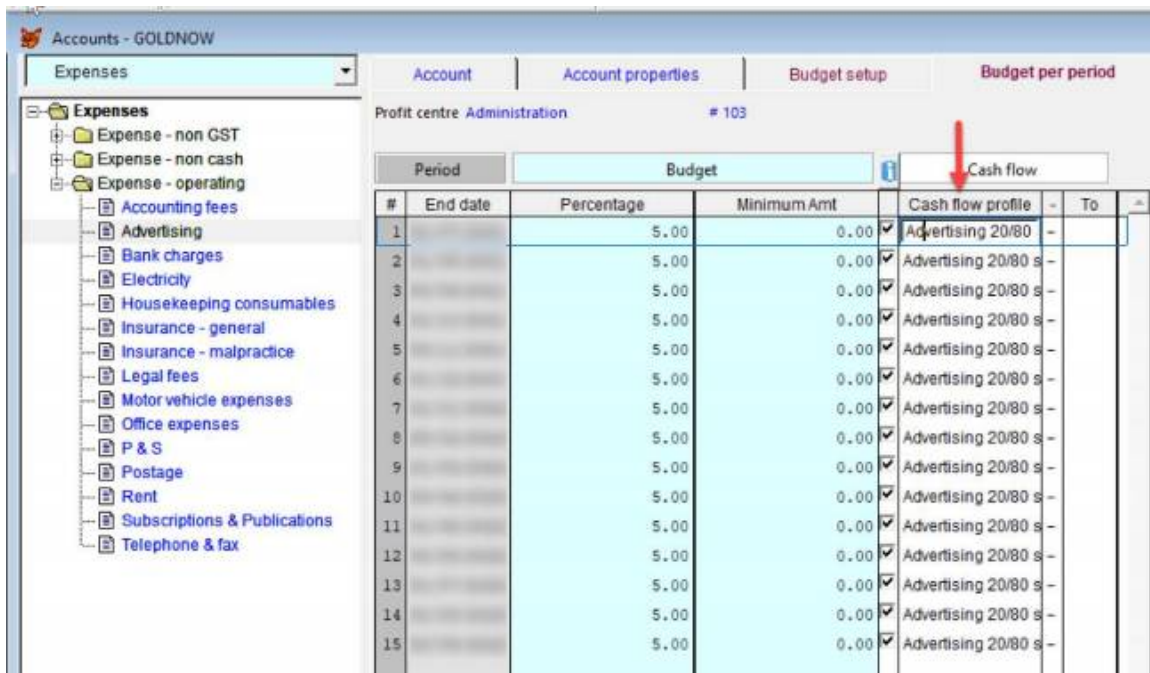 Accounts - GOLDNOW
Expenses
Account Account properties Budget setup Budget per period
Expenses
Expense - non GST
Expense - non cash
Expense - operating
Accounting fees
Advertising
Bank charges
Electricity
Housekeeping consumables
Insurance - general
Insurance - malpractice
Legal fees
Motor vehicle expenses
Office expenses
P & S
Postage
Rent
Subscriptions & Publications
Telephone & fax
Profit centre Administration # 103
Period Budget i Cash flow
# End date Percentage Minimum Amt Cash flow profile - To
1 5.00 0.00 Advertising 20/80 -
2 5.00 0.00 Advertising 20/80 s -
3 5.00 0.00 Advertising 20/80 s -
4 5.00 0.00 Advertising 20/80 s -
5 5.00 0.00 Advertising 20/80 s -
6 5.00 0.00 Advertising 20/80 s -
7 5.00 0.00 Advertising 20/80 s -
8 5.00 0.00 Advertising 20/80 s -
9 5.00 0.00 Advertising 20/80 s -
10 5.00 0.00 Advertising 20/80 s -
11 5.00 0.00 Advertising 20/80 s -
12 5.00 0.00 Advertising 20/80 s -
13 5.00 0.00 Advertising 20/80 s -
14 5.00 0.00 Advertising 20/80 s -
15 5.00 0.00 Advertising 20/80 s -